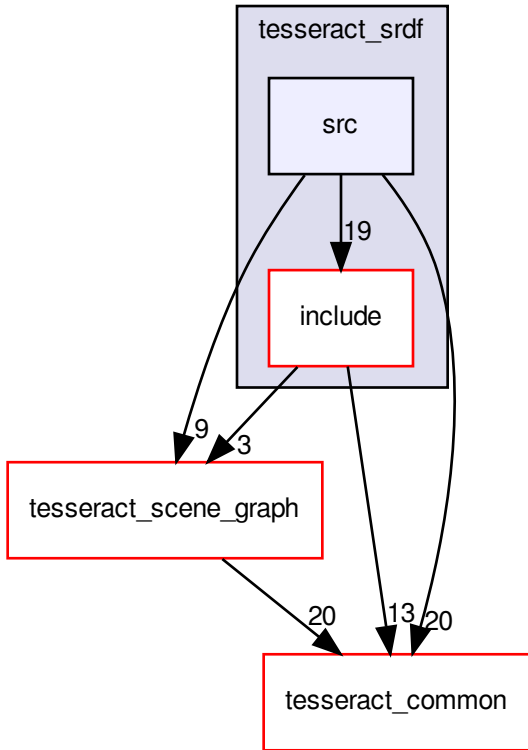 tesseract_srdf
src
19
include
9
3
tesseract_scene_graph
20
13
20
tesseract_common